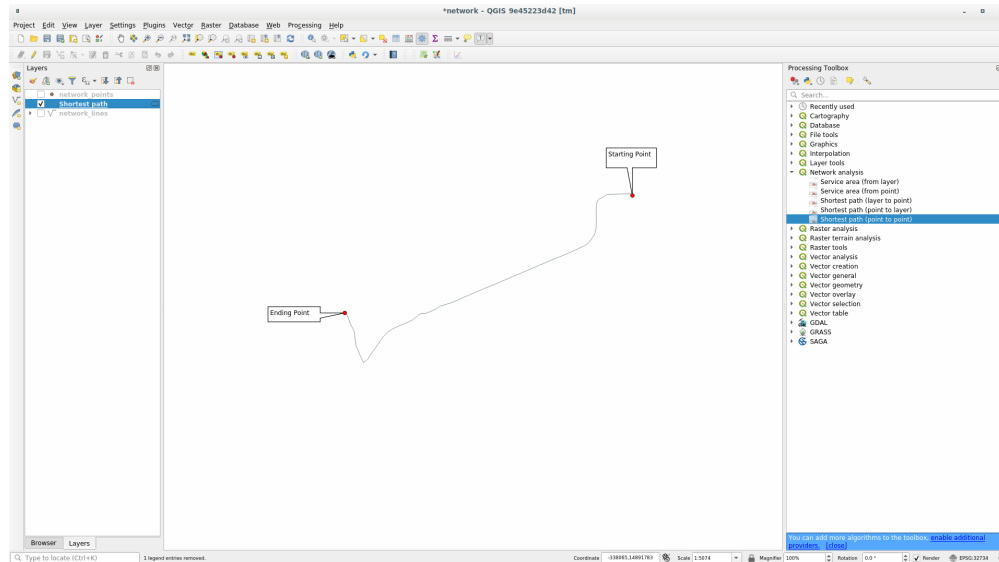 *network - QGIS 9e45223d42 [tm]
Project Edit View Layer Settings Plugins Vector Raster Database Web Processing Help
Layers
network_points
Shortest path
network_lines
Starting Point
Ending Point
Processing Toolbox
Search...
Recently used
Cartography
Database
File tools
Graphics
Interpolation
Layer tools
Network analysis
Service area (from layer)
Service area (from point)
Shortest path (layer to point)
Shortest path (point to layer)
Shortest path (point to point)
Raster analysis
Raster terrain analysis
Raster tools
Vector analysis
Vector creation
Vector general
Vector geometry
Vector overlay
Vector selection
Vector table
GDAL
GRASS
SAGA
You can add more algorithms to the toolbox, enable additional
providers. [close]
Browser Layers
Type to locate (Ctrl+K) 1 legend entries removed. Coordinate -338065,14891783 Scale 1:5074 Magnifier 100% Rotation 0.0 ° Render EPSG:32734